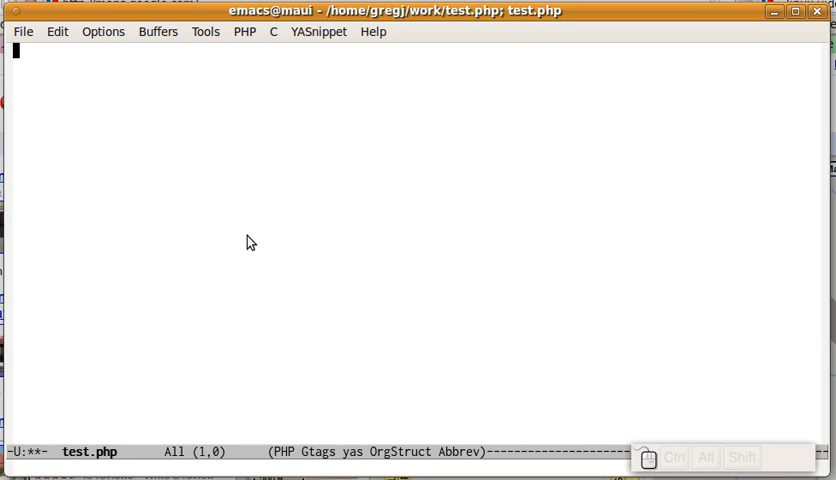 emacs@maui - /home/gregj/work/test.php; test.php
File Edit Options Buffers Tools PHP C YASnippet Help
-U:**- test.php All (1,0) (PHP Gtags yas OrgStruct Abbrev)--------------------
Ctrl Alt Shift